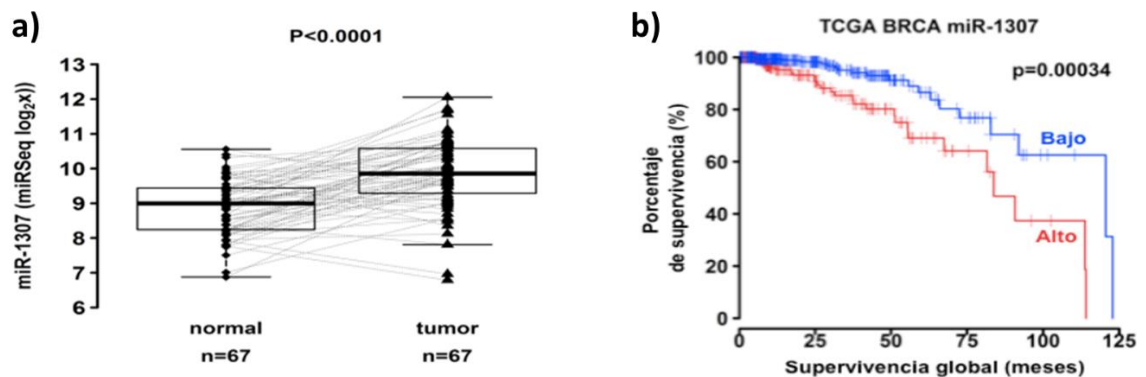 a)
P<0.0001
miR-1307 (miRSeq log₂x))
13
12
11
10
9
8
7
6
normal
n=67
tumor
n=67
b)
TCGA BRCA miR-1307
p=0.00034
Porcentaje
de supervivencia (%)
100
80
60
40
20
0
Bajo
Alto
0 25 50 75 100 125
Supervivencia global (meses)